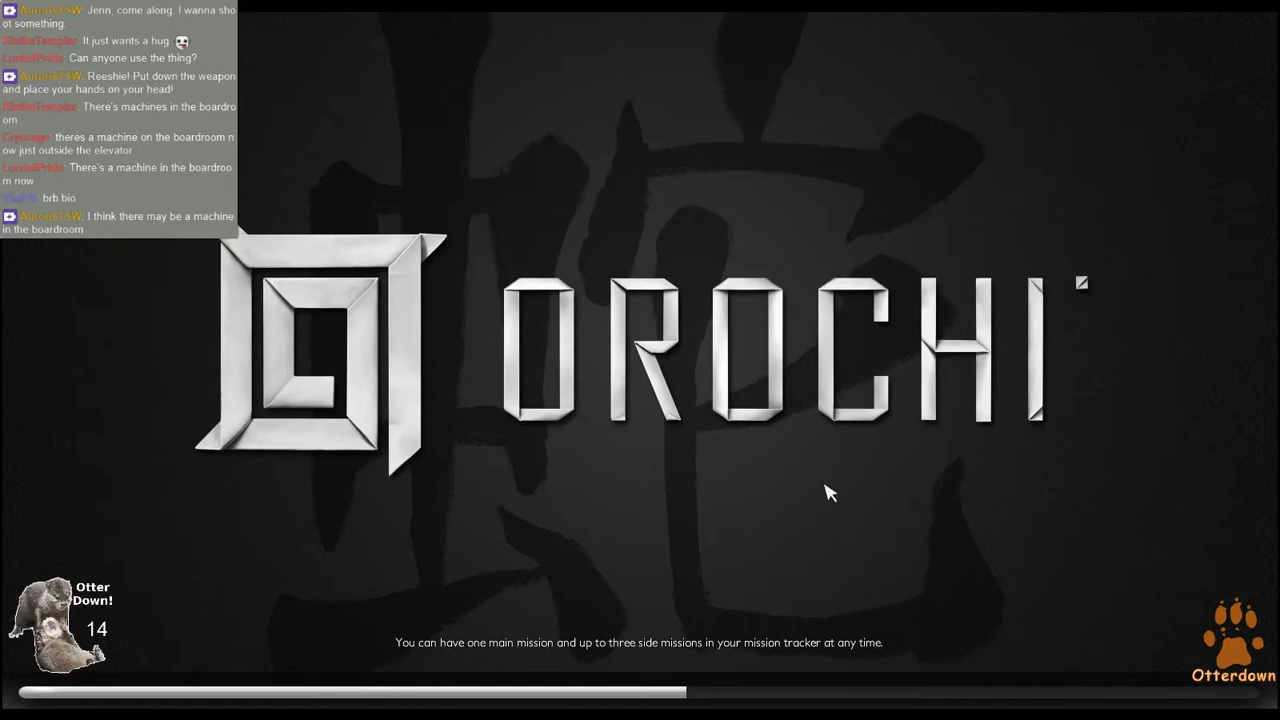 AurorisTSW: Jenn, come along. I wanna sho
ot something.
It just wants a hug
Can anyone use the thing?
AurorisTSW: Reeshie! Put down the weapon
and place your hands on your head!
There's machines in the boardro
om
theres a machine on the boardroom n
ow just outside the elevator
There's a machine in the boardroo
m now
brb bio
AurorisTSW: I think there may be a machine
in the boardroom
蛇
OROCHI
Otter
Down!
14
You can have one main mission and up to three side missions in your mission tracker at any time.
Otterdown